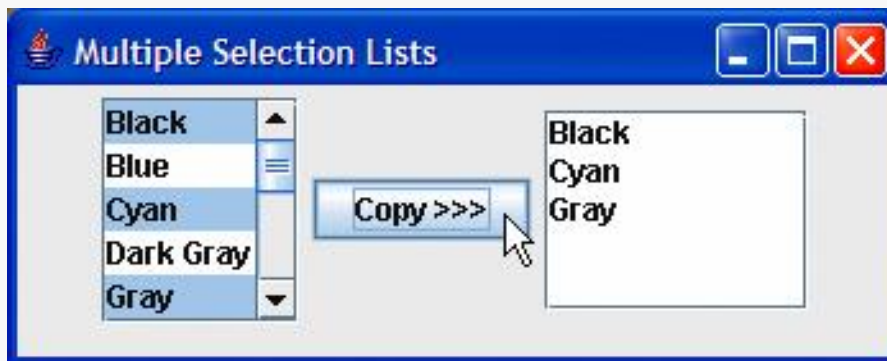 Multiple Selection Lists
Black
Blue
Cyan
Dark Gray
Gray
Copy >>>
Black
Cyan
Gray